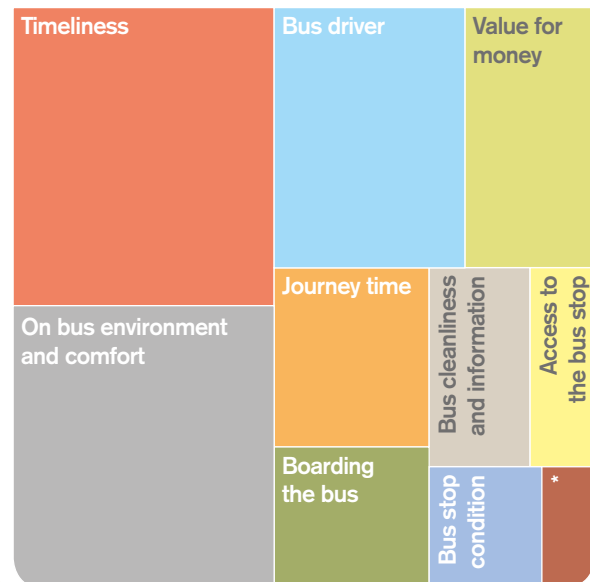 Timeliness
Bus driver
Value for
money
On bus environment
and comfort
Journey time
Bus cleanliness
and information
Access to
the bus stop
Boarding
the bus
Bus stop
condition
*